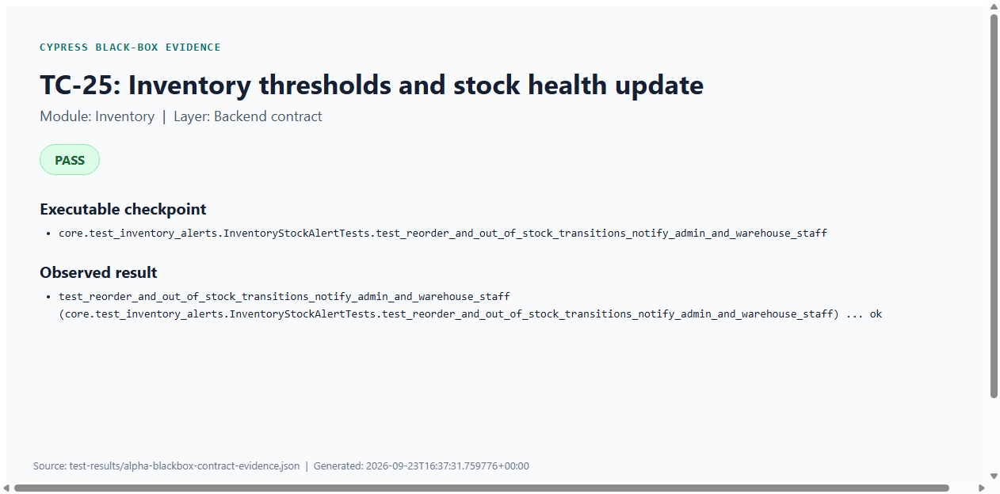 CYPRESS BLACK-BOX EVIDENCE
TC-25: Inventory thresholds and stock health update
Module: Inventory | Layer: Backend contract
PASS
Executable checkpoint
• core.test_inventory_alerts.InventoryStockAlertTests.test_reorder_and_out_of_stock_transitions_notify_admin_and_warehouse_staff
Observed result
• test_reorder_and_out_of_stock_transitions_notify_admin_and_warehouse_staff
(core.test_inventory_alerts.InventoryStockAlertTests.test_reorder_and_out_of_stock_transitions_notify_admin_and_warehouse_staff) ... ok
Source: test-results/alpha-blackbox-contract-evidence.json | Generated: 2026-09-23T16:37:31.759776+00:00